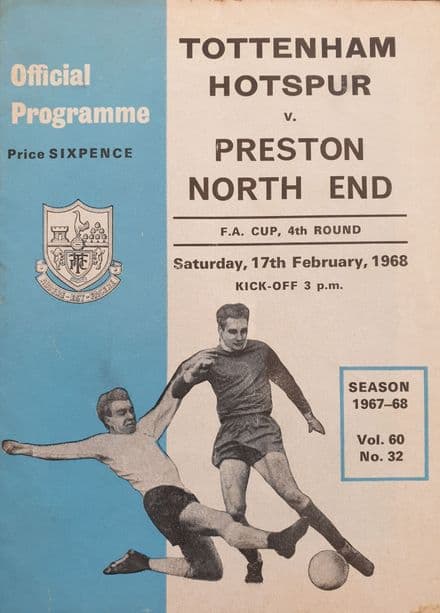 Official
Programme
Price SIXPENCE
TOTTENHAM
HOTSPUR
v.
PRESTON
NORTH END
F.A. CUP, 4th ROUND
Saturday, 17th February, 1968
KICK-OFF 3 p.m.
SEASON
1967–68
Vol. 60
No. 32